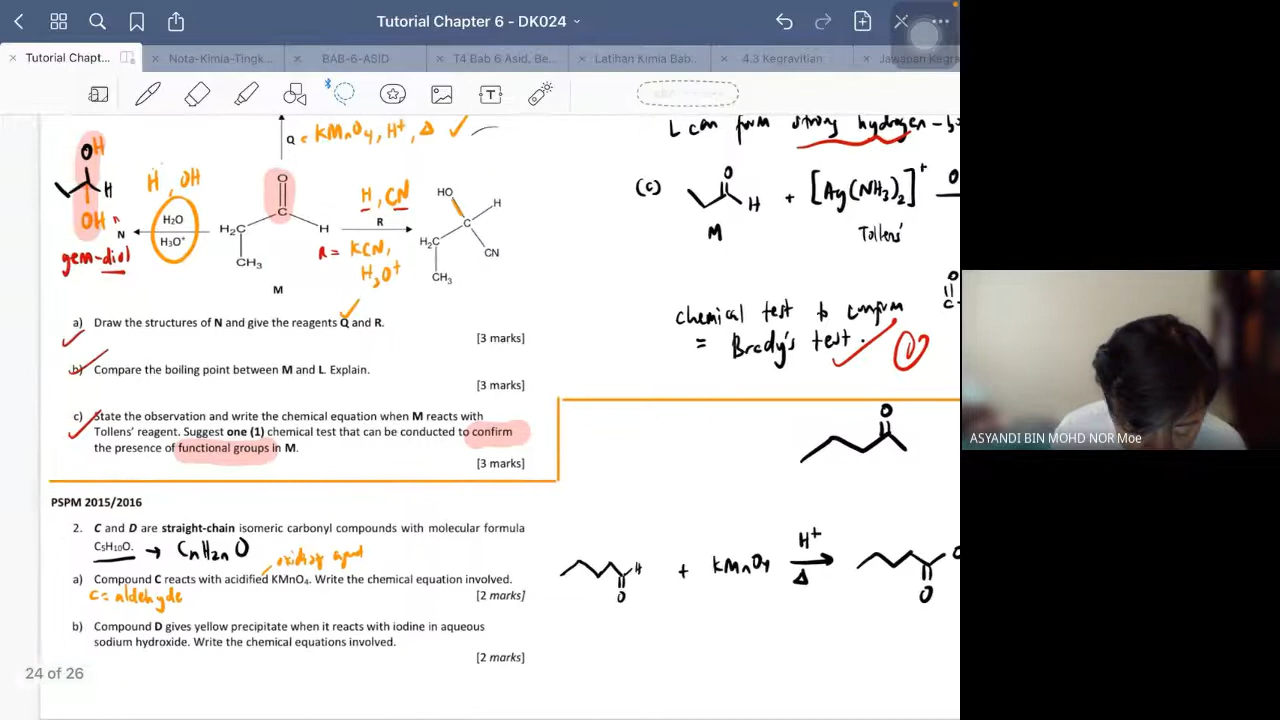 Tutorial Chapter 6 - DK024
Tutorial Chapt...
Nota-Kimia-Tingk...
BAB-6-ASID
T4 Bab 6 Asid, Be...
Latihan Kimia Bab..
4.3 Kegravitian
Jawapan Kegra
Q = KMnO4, H+, Δ
L can form strong hydrogen-bo
OH
H
OH
N
gem-diol
H, OH
H2O
H3O+
O
C
H2C
H
CH3
M
H, CN
R
R = KCN,
H3O+
HO
H
C
H2C
CN
CH3
(c)
O
H
M
+ [Ag(NH3)2]+
Tollens'
chemical test to confirm
= Brady's test.
a) Draw the structures of N and give the reagents Q and R.
[3 marks]
b) Compare the boiling point between M and L. Explain.
[3 marks]
c) State the observation and write the chemical equation when M reacts with
Tollens' reagent. Suggest one (1) chemical test that can be conducted to confirm
the presence of functional groups in M.
[3 marks]
O
PSPM 2015/2016
2. C and D are straight-chain isomeric carbonyl compounds with molecular formula
C5H10O. → CnH2nO
a) Compound C reacts with acidified KMnO4. Write the chemical equation involved.
C = aldehyde
[2 marks]
H
O
+ KMnO4
H+
Δ
O
b) Compound D gives yellow precipitate when it reacts with iodine in aqueous
sodium hydroxide. Write the chemical equations involved.
[2 marks]
24 of 26
ASYANDI BIN MOHD NOR Moe